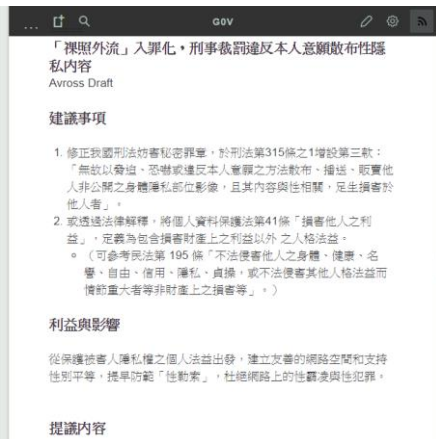 ...
G0V
「裸照外流」入罪化，刑事裁罰違反本人意願散布性隱
私內容
Avross Draft
建議事項
1. 修正我國刑法妨害秘密罪章，於刑法第315條之1增設第三款：
「無故以脅迫、恐嚇或違反本人意願之方法散布、播送、販賣他
人非公開之身體隱私部位影像，且其內容與性相關，足生損害於
他人者」。
2. 或透過法律解釋，將個人資料保護法第41條「損害他人之利
益」，定義為包含損害財產上之利益以外 之人格法益。
○ （可參考民法第 195 條「不法侵害他人之身體、健康、名
譽、自由、信用、隱私、貞操，或不法侵害其他人格法益而
情節重大者等非財產上之損害等」。）
利益與影響
從保護被害人隱私權之個人法益出發，建立友善的網路空間和支持
性別平等，提早防範「性勒索」，杜絕網路上的性霸凌與性犯罪。
提議內容